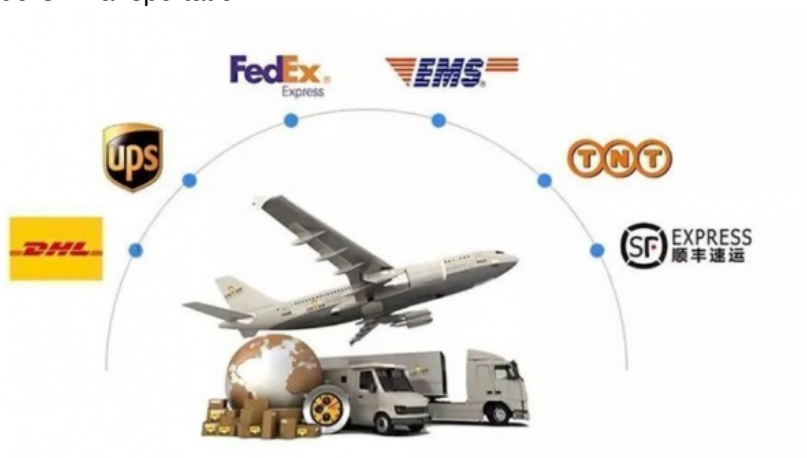 FedEx
Express
EMS
ups
TNT
DHL
SF
EXPRESS
顺丰速运